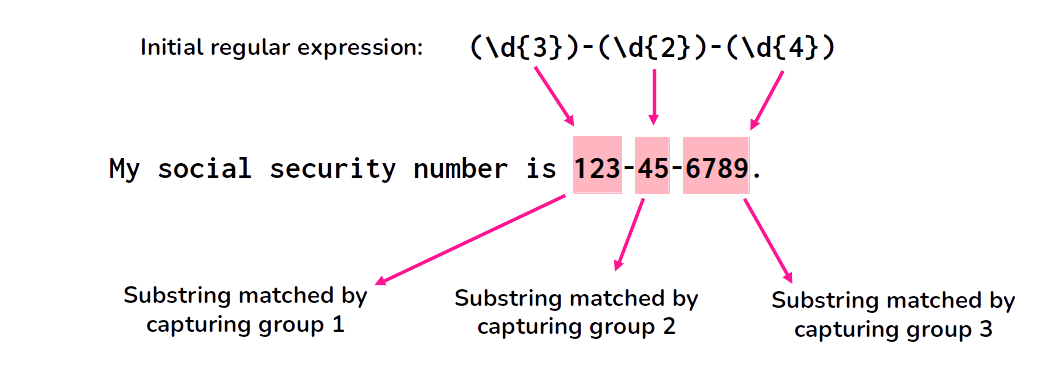 Initial regular expression: (\d{3})-(\d{2})-(\d{4})
My social security number is 123-45-6789.
Substring matched by
capturing group 1
Substring matched by
capturing group 2
Substring matched by
capturing group 3